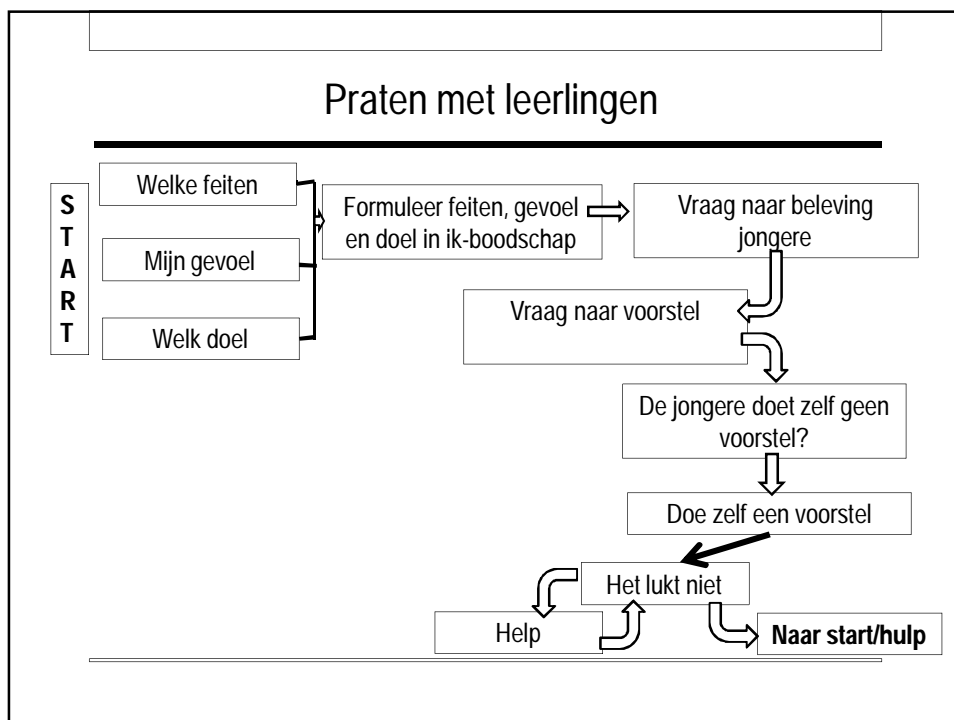 Praten met leerlingen
START
Welke feiten
Mijn gevoel
Welk doel
Formuleer feiten, gevoel
en doel in ik-boodschap
Vraag naar beleving
jongere
Vraag naar voorstel
De jongere doet zelf geen
voorstel?
Doe zelf een voorstel
Het lukt niet
Help
Naar start/hulp